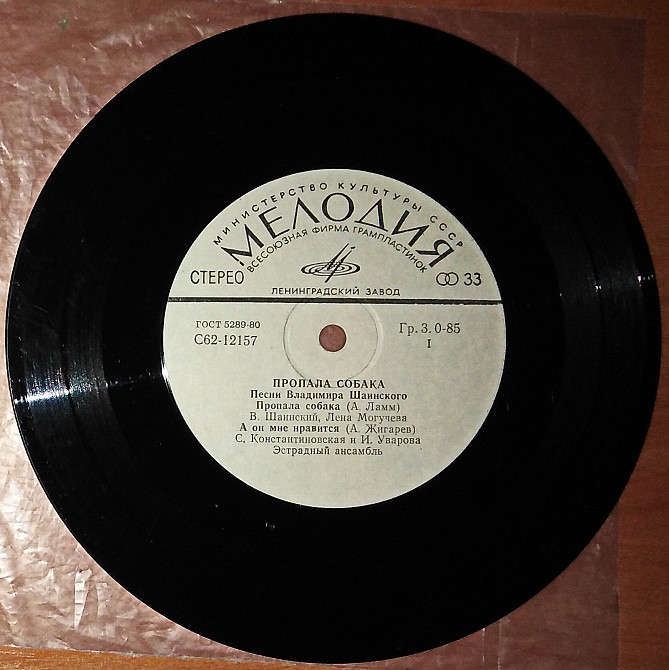 МИНИСТЕРСТВО КУЛЬТУРЫ СССР
МЕЛОДИЯ
ВСЕСОЮЗНАЯ ФИРМА ГРАМПЛАСТИНОК
СТЕРЕО
33
ЛЕНИНГРАДСКИЙ ЗАВОД
ГОСТ 5289-80
Гр. 3. 0-85
С62-12157
I
ПРОПАЛА СОБАКА
Песни Владимира Шаинского
Пропала собака (А. Ламм)
В. Шаинский, Лена Могучева
А он мне нравится (А. Жигарев)
С. Константиновская и И. Уварова
Эстрадный ансамбль